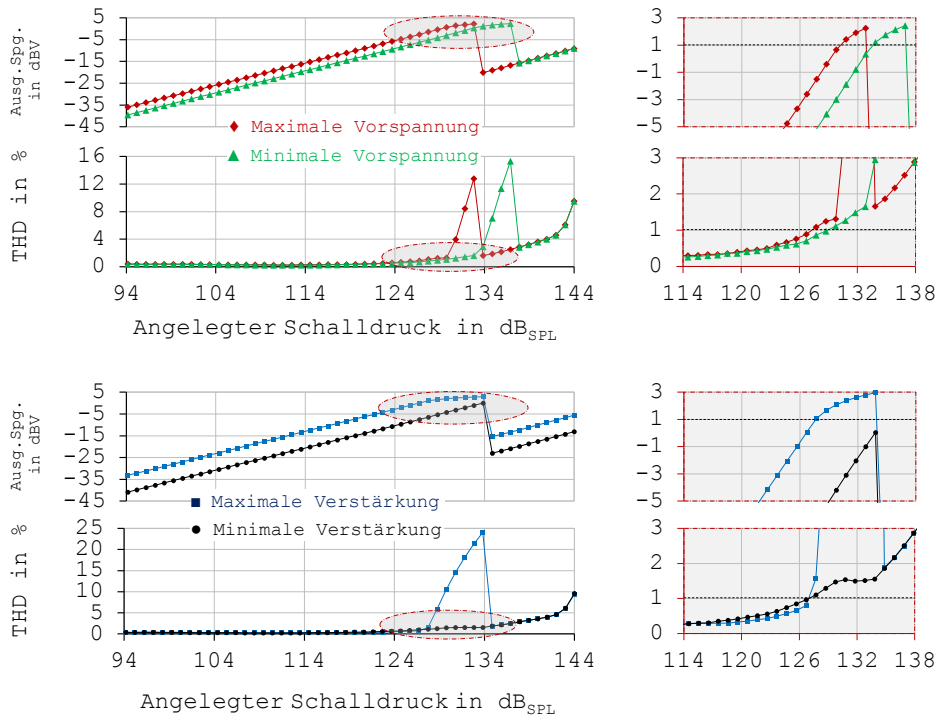 Ausg.Spg.
in dBV
5
−5
−15
−25
−35
−45
Maximale Vorspannung
Minimale Vorspannung
3
1
−1
−3
−5
THD in %
16
12
8
4
0
94 104 114 124 134 144
Angelegter Schalldruck in dBSPL
3
2
1
0
114 120 126 132 138
Ausg.Spg.
in dBV
5
−5
−15
−25
−35
−45
Maximale Verstärkung
Minimale Verstärkung
3
1
−1
−3
−5
THD in %
25
20
15
10
5
0
94 104 114 124 134 144
Angelegter Schalldruck in dBSPL
3
2
1
0
114 120 126 132 138